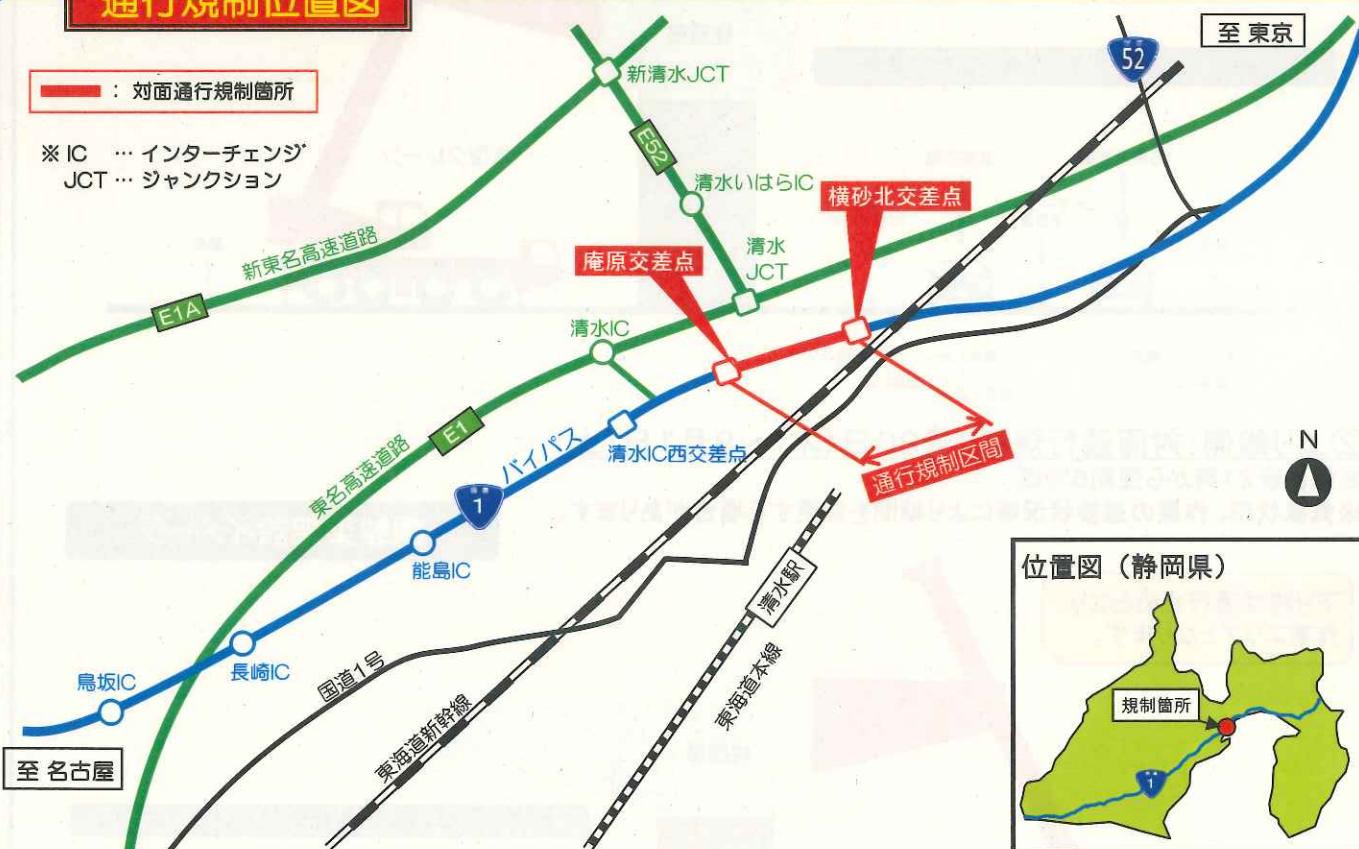 通行規制位置図
：対面通行規制箇所
※ IC … インターチェンジ
JCT … ジャンクション
至 東京
国道
52
新清水JCT
E52
清水いはらIC
横砂北交差点
清水
JCT
庵原交差点
新東名高速道路
E1A
清水IC
E1
東名高速道路
バイパス
清水IC西交差点
通行規制区間
国道
1
能島IC
長崎IC
鳥坂IC
至 名古屋
国道1号
東海道新幹線
清水駅
東海道本線
N
位置図（静岡県）
規制箇所
1